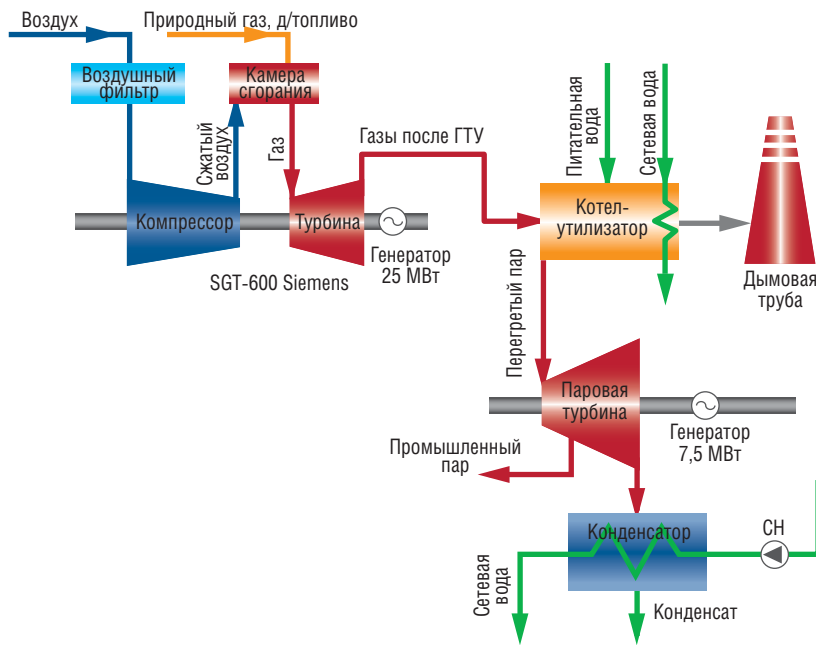 Воздух
Природный газ, д/топливо
Воздушный
фильтр
Камера
сгорания
Сжатый
воздух
Газ
Газы после ГТУ
Питательная
вода
Сетевая вода
Компрессор
Турбина
Генератор
25 МВт
SGT-600 Siemens
Котел-
утилизатор
Дымовая
труба
Перегретый пар
Паровая
турбина
Генератор
7,5 МВт
Промышленный
пар
Конденсатор
СН
Сетевая
вода
Конденсат